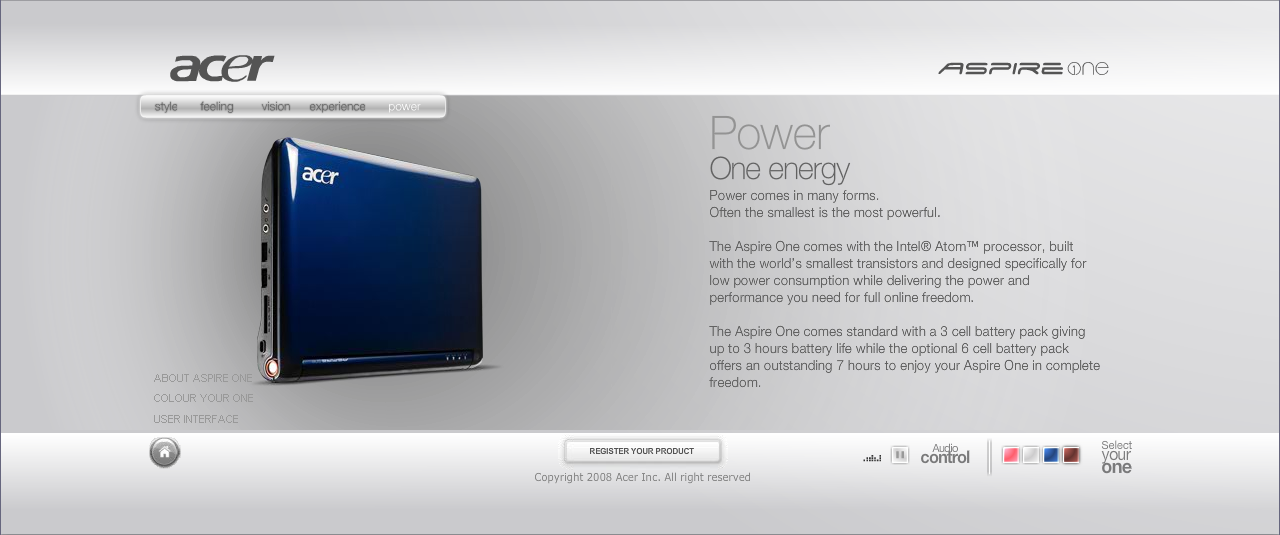 acer
ASPIRE one
style feeling vision experience power
acer
Power
One energy
Power comes in many forms.
Often the smallest is the most powerful.
The Aspire One comes with the Intel® Atom™ processor, built
with the world's smallest transistors and designed specifically for
low power consumption while delivering the power and
performance you need for full online freedom.
The Aspire One comes standard with a 3 cell battery pack giving
up to 3 hours battery life while the optional 6 cell battery pack
offers an outstanding 7 hours to enjoy your Aspire One in complete
freedom.
ABOUT ASPIRE ONE
COLOUR YOUR ONE
USER INTERFACE
REGISTER YOUR PRODUCT
Copyright 2008 Acer Inc. All right reserved
Audio
control
Select
your
one